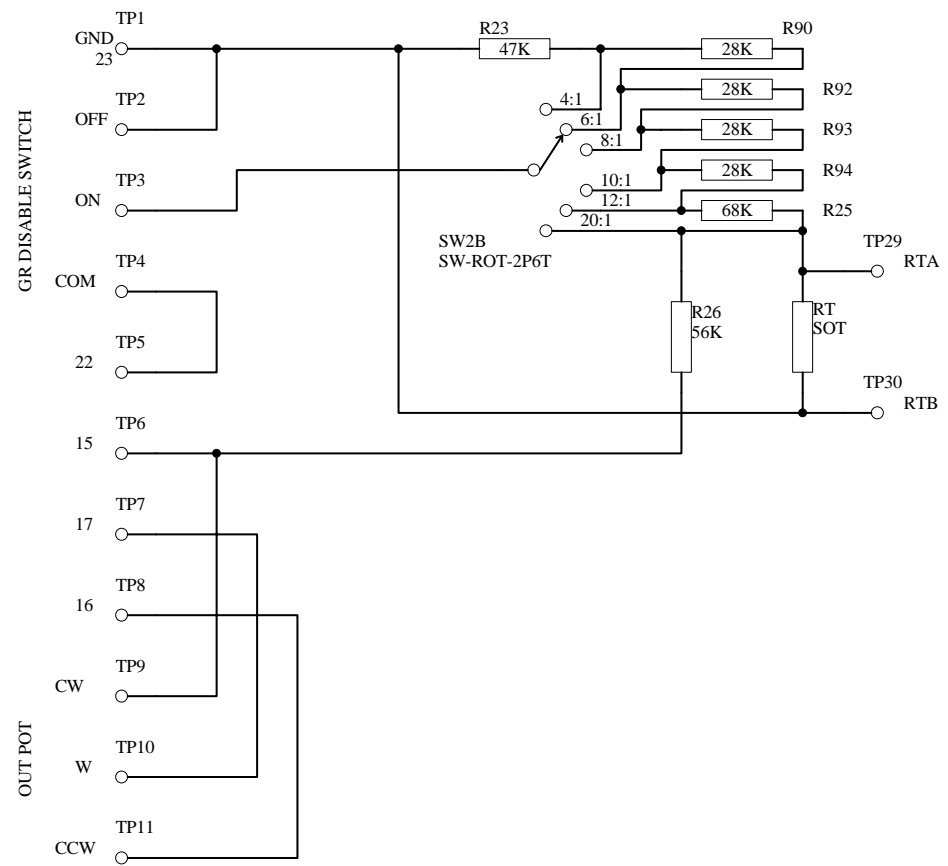 TP1
GND
23
R23
47K
R90
28K
TP2
OFF
4:1
6:1
8:1
28K
R92
28K
R93
TP3
ON
10:1
28K
R94
12:1
20:1
68K
R25
SW2B
SW-ROT-2P6T
TP29
RTA
GR DISABLE SWITCH
TP4
COM
R26
56K
RT
SOT
TP5
22
TP30
RTB
TP6
15
TP7
17
TP8
16
TP9
CW
OUT POT
TP10
W
TP11
CCW